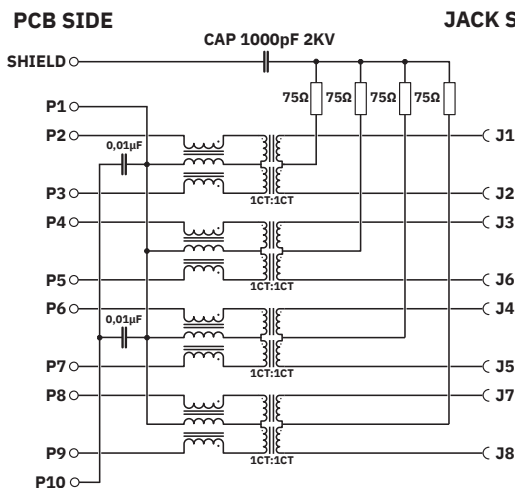 PCB SIDE
JACK S
CAP 1000pF 2KV
SHIELD
75Ω 75Ω 75Ω 75Ω
P1
P2
J1
0,01µF
P3
J2
1CT:1CT
P4
J3
P5
J6
1CT:1CT
P6
J4
0,01µF
P7
J5
1CT:1CT
P8
J7
P9
J8
1CT:1CT
P10